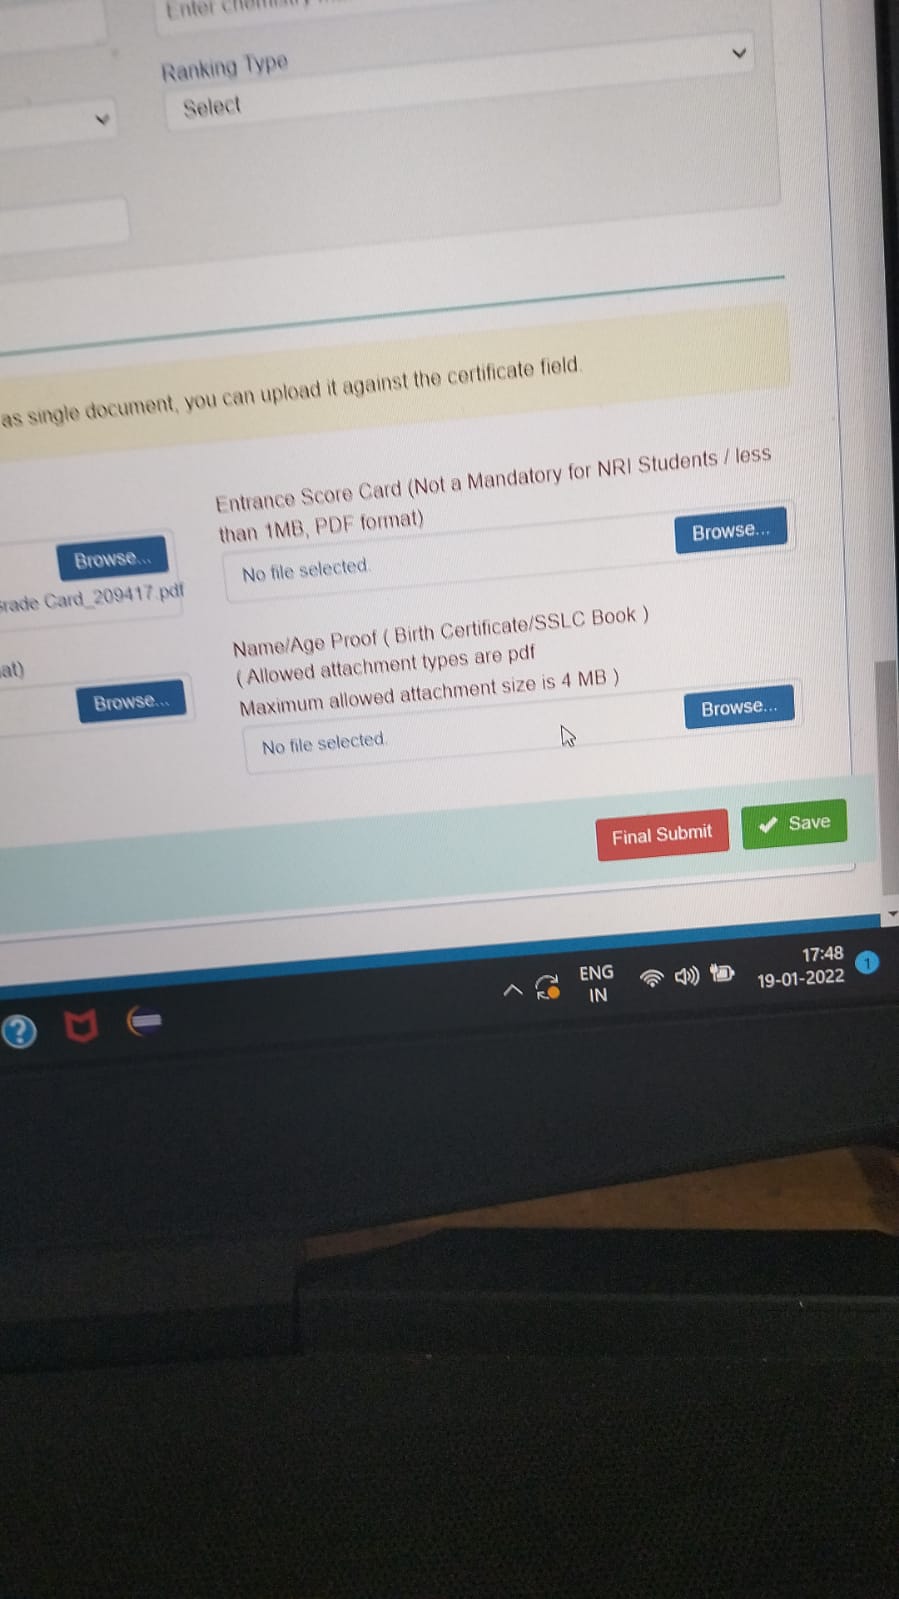 Enter
Ranking Type
Select
as single document, you can upload it against the certificate field.
Entrance Score Card (Not a Mandatory for NRI Students / less
than 1MB, PDF format)
Browse...
Browse...
No file selected.
Grade Card_209417.pdf
Name/Age Proof ( Birth Certificate/SSLC Book )
( Allowed attachment types are pdf
Maximum allowed attachment size is 4 MB )
at)
Browse...
Browse...
No file selected.
Final Submit
Save
ENG
IN
17:48
19-01-2022
1
?